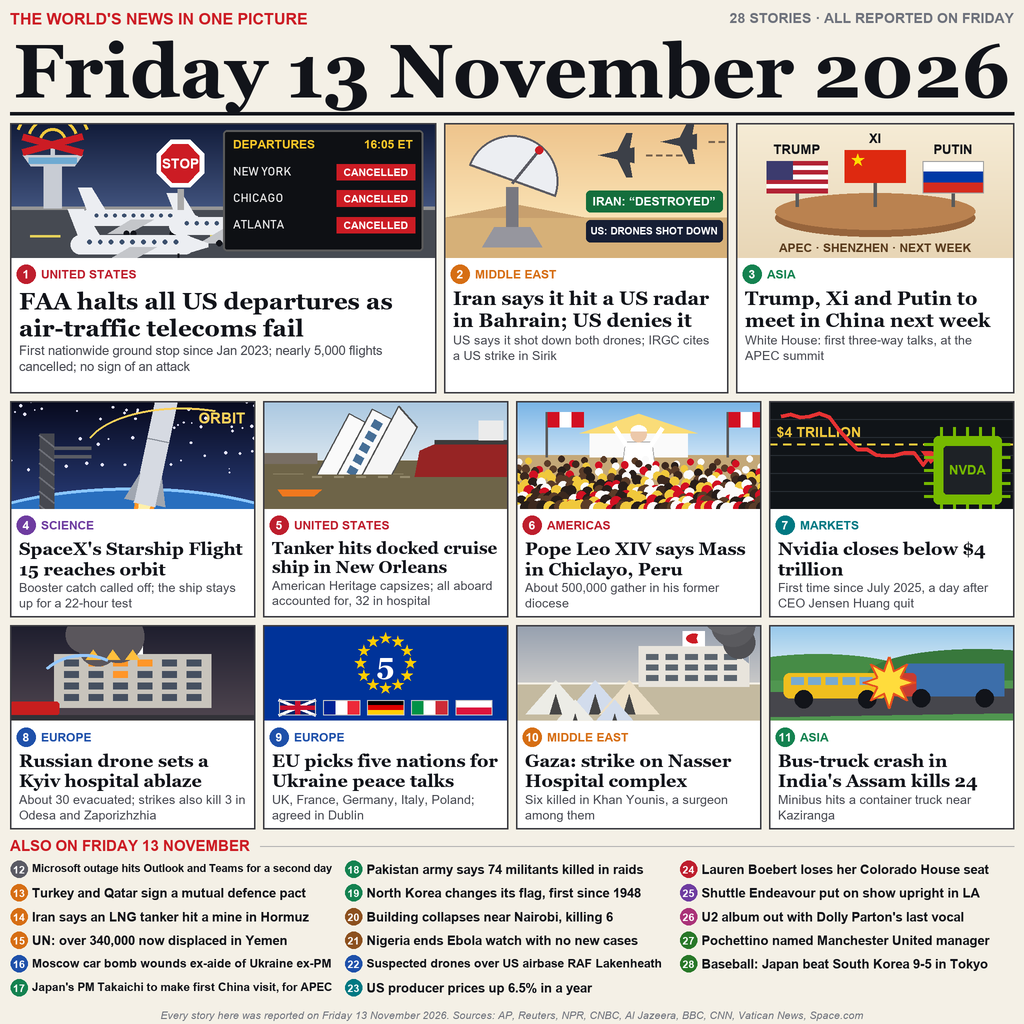 THE WORLD'S NEWS IN ONE PICTURE
28 STORIES · ALL REPORTED ON FRIDAY
Friday 13 November 2026
STOP
DEPARTURES 16:05 ET
NEW YORK CANCELLED
CHICAGO CANCELLED
ATLANTA CANCELLED
1 UNITED STATES
FAA halts all US departures as
air-traffic telecoms fail
First nationwide ground stop since Jan 2023; nearly 5,000 flights
cancelled; no sign of an attack
IRAN: “DESTROYED”
US: DRONES SHOT DOWN
2 MIDDLE EAST
Iran says it hit a US radar
in Bahrain; US denies it
US says it shot down both drones; IRGC cites
a US strike in Sirik
TRUMP XI PUTIN
APEC · SHENZHEN · NEXT WEEK
3 ASIA
Trump, Xi and Putin to
meet in China next week
White House: first three-way talks, at the
APEC summit
ORBIT
4 SCIENCE
SpaceX's Starship Flight
15 reaches orbit
Booster catch called off; the ship stays
up for a 22-hour test
5 UNITED STATES
Tanker hits docked cruise
ship in New Orleans
American Heritage capsizes; all aboard
accounted for, 32 in hospital
6 AMERICAS
Pope Leo XIV says Mass
in Chiclayo, Peru
About 500,000 gather in his former
diocese
$4 TRILLION
NVDA
7 MARKETS
Nvidia closes below $4
trillion
First time since July 2025, a day after
CEO Jensen Huang quit
8 EUROPE
Russian drone sets a
Kyiv hospital ablaze
About 30 evacuated; strikes also kill 3 in
Odesa and Zaporizhzhia
5
9 EUROPE
EU picks five nations for
Ukraine peace talks
UK, France, Germany, Italy, Poland;
agreed in Dublin
10 MIDDLE EAST
Gaza: strike on Nasser
Hospital complex
Six killed in Khan Younis, a surgeon
among them
11 ASIA
Bus-truck crash in
India's Assam kills 24
Minibus hits a container truck near
Kaziranga
ALSO ON FRIDAY 13 NOVEMBER
12 Microsoft outage hits Outlook and Teams for a second day
13 Turkey and Qatar sign a mutual defence pact
14 Iran says an LNG tanker hit a mine in Hormuz
15 UN: over 340,000 now displaced in Yemen
16 Moscow car bomb wounds ex-aide of Ukraine ex-PM
17 Japan's PM Takaichi to make first China visit, for APEC
18 Pakistan army says 74 militants killed in raids
19 North Korea changes its flag, first since 1948
20 Building collapses near Nairobi, killing 6
21 Nigeria ends Ebola watch with no new cases
22 Suspected drones over US airbase RAF Lakenheath
23 US producer prices up 6.5% in a year
24 Lauren Boebert loses her Colorado House seat
25 Shuttle Endeavour put on show upright in LA
26 U2 album out with Dolly Parton's last vocal
27 Pochettino named Manchester United manager
28 Baseball: Japan beat South Korea 9-5 in Tokyo
Every story here was reported on Friday 13 November 2026. Sources: AP, Reuters, NPR, CNBC, Al Jazeera, BBC, CNN, Vatican News, Space.com